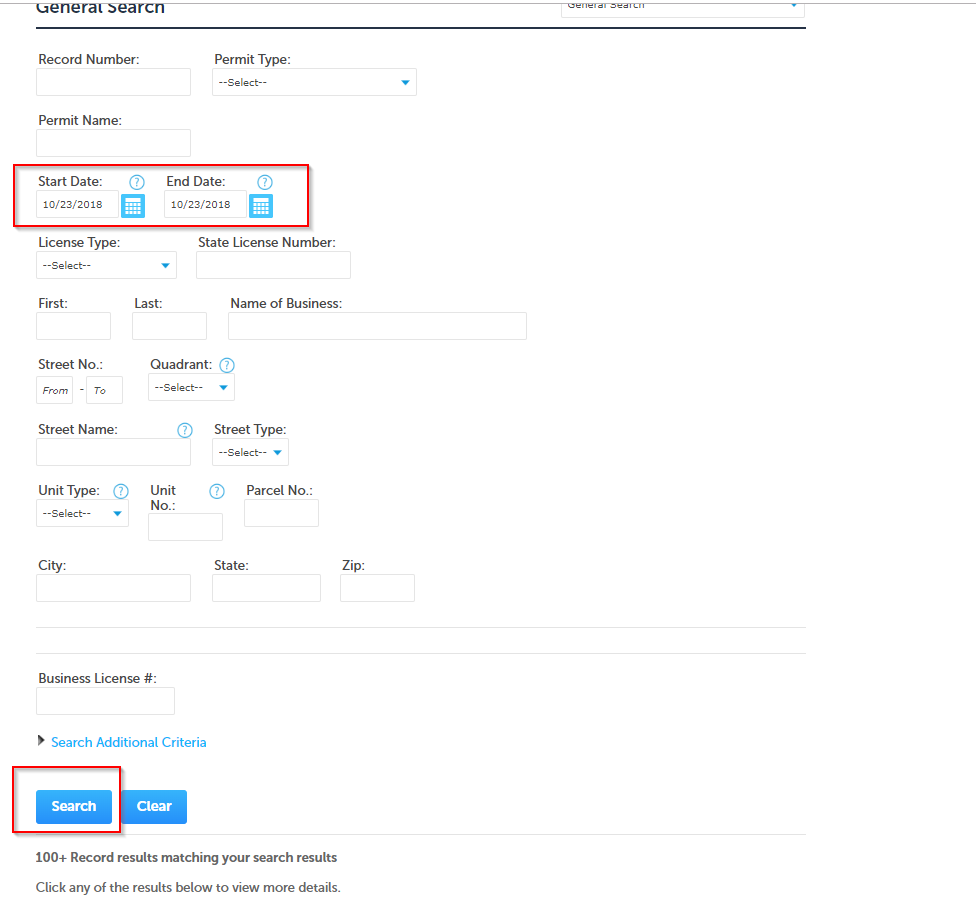 General Search
General Search
Record Number: Permit Type:
--Select--
Permit Name:
Start Date: ? End Date: ?
10/23/2018 10/23/2018
License Type: State License Number:
--Select--
First: Last: Name of Business:
Street No.: Quadrant: ?
From - To --Select--
Street Name: ? Street Type:
--Select--
Unit Type: ? Unit No.: ? Parcel No.:
--Select--
City: State: Zip:
Business License #:
Search Additional Criteria
Search Clear
100+ Record results matching your search results
Click any of the results below to view more details.